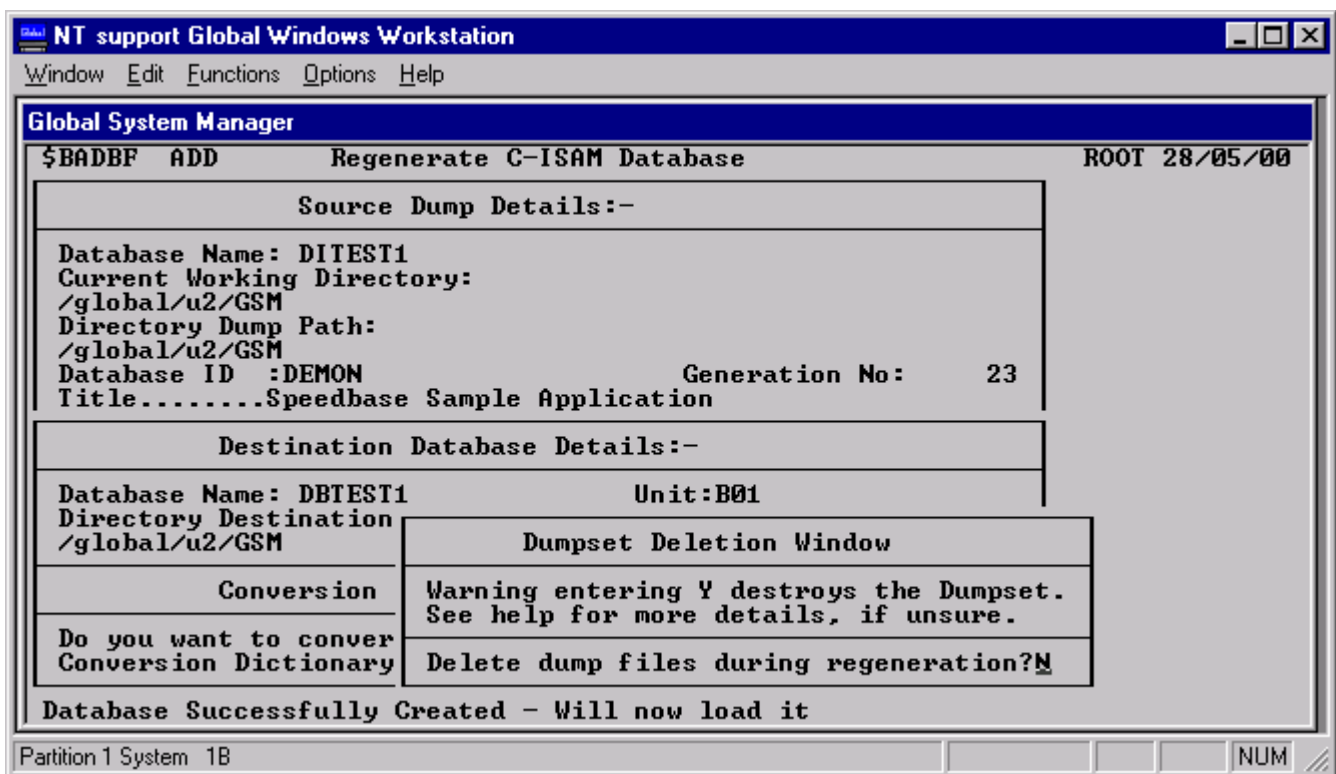 NT support Global Windows Workstation
Window Edit Functions Options Help
Global System Manager
$BADBF ADD Regenerate C-ISAM Database ROOT 28/05/00
Source Dump Details:-
Database Name: DITEST1
Current Working Directory:
/global/u2/GSM
Directory Dump Path:
/global/u2/GSM
Database ID :DEMON Generation No: 23
Title........Speedbase Sample Application
Destination Database Details:-
Database Name: DBTEST1 Unit:B01
Directory Destination
/global/u2/GSM
Conversion
Do you want to conver
Conversion Dictionary
Dumpset Deletion Window
Warning entering Y destroys the Dumpset.
See help for more details, if unsure.
Delete dump files during regeneration?N
Database Successfully Created - Will now load it
Partition 1 System 1B NUM